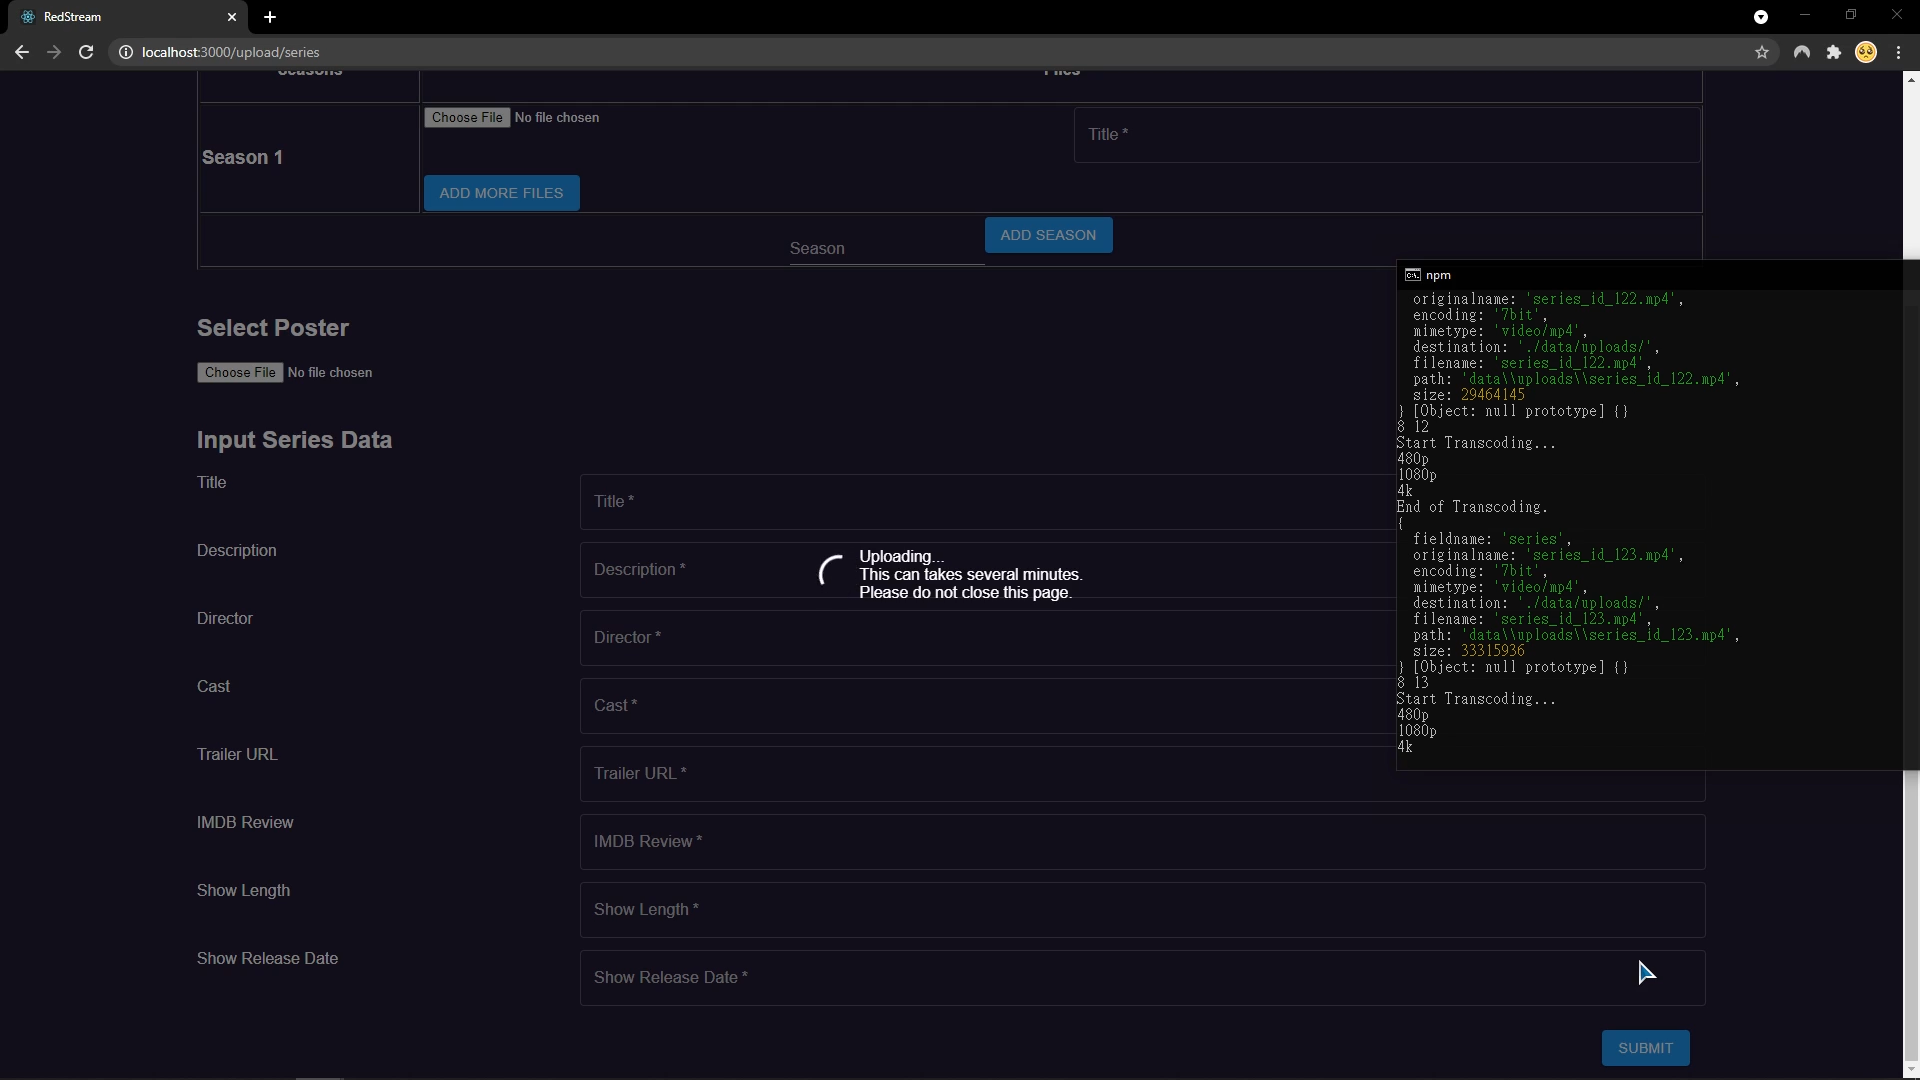 RedStream
localhost:3000/upload/series
Seasons
Files
Choose File No file chosen
Title *
Season 1
ADD MORE FILES
Season
ADD SEASON
Select Poster
Choose File No file chosen
Input Series Data
Title
Title *
Description
Description *
Director
Director *
Cast
Cast *
Trailer URL
Trailer URL *
IMDB Review
IMDB Review *
Show Length
Show Length *
Show Release Date
Show Release Date *
SUBMIT
Uploading...
This can takes several minutes.
Please do not close this page.
npm
originalname: 'series_id_122.mp4',
encoding: '7bit',
mimetype: 'video/mp4',
destination: './data/uploads/',
filename: 'series_id_122.mp4',
path: 'data\\uploads\\series_id_122.mp4',
size: 29464145
} [Object: null prototype] {}
8 12
Start Transcoding...
480p
1080p
4k
End of Transcoding.
{
fieldname: 'series',
originalname: 'series_id_123.mp4',
encoding: '7bit',
mimetype: 'video/mp4',
destination: './data/uploads/',
filename: 'series_id_123.mp4',
path: 'data\\uploads\\series_id_123.mp4',
size: 33315936
} [Object: null prototype] {}
8 13
Start Transcoding...
480p
1080p
4k